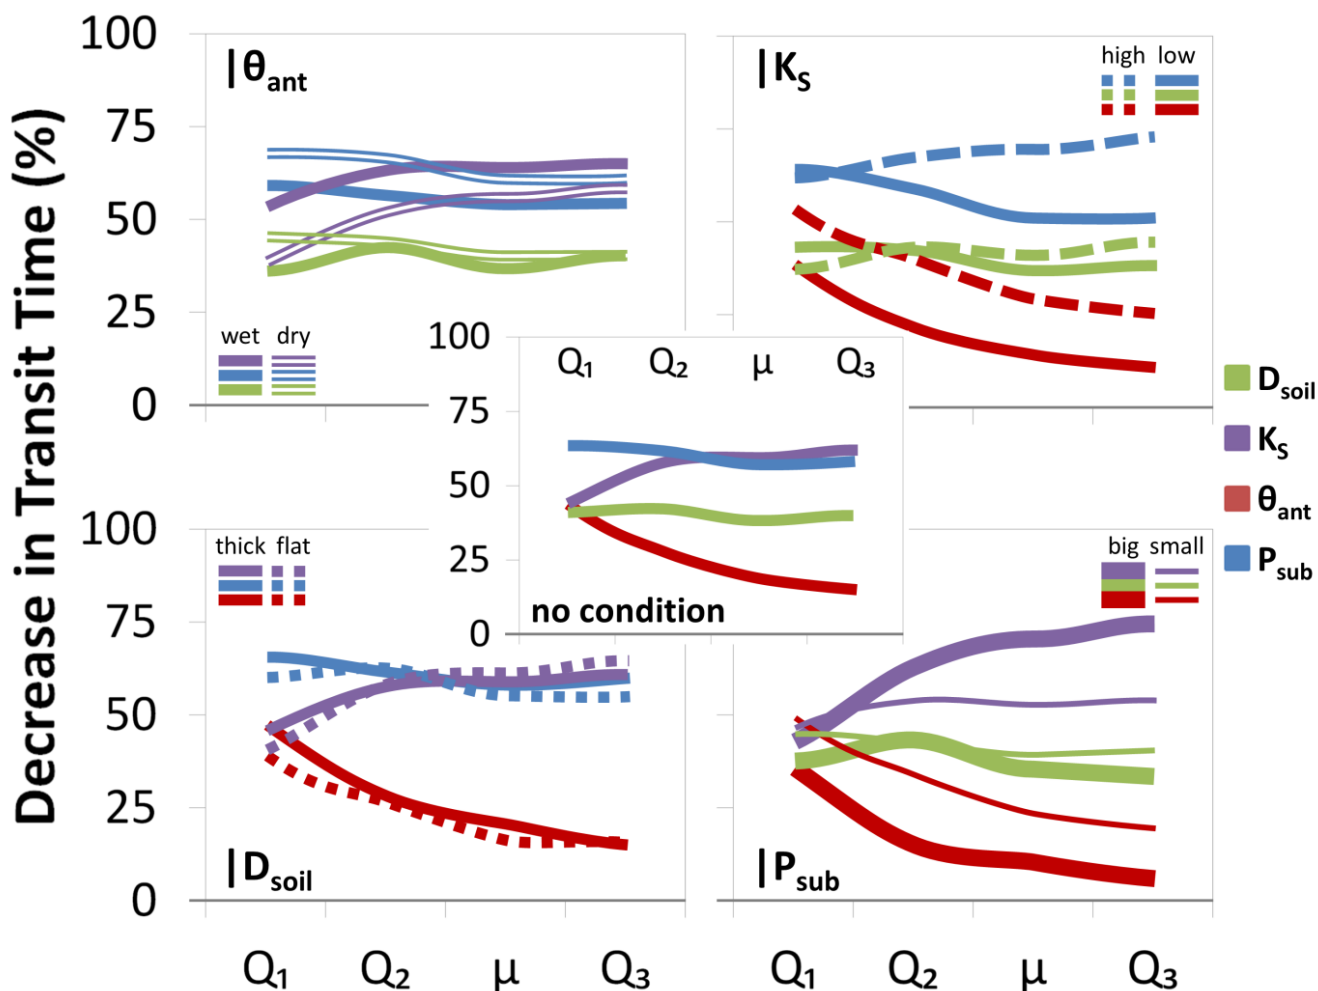 Decrease in Transit Time (%)
100
75
50
25
0
|θant
wet dry
|KS
high low
100
75
50
25
0
Q1 Q2 μ Q3
no condition
Dsoil
KS
θant
Psub
100
75
50
25
0
thick flat
|Dsoil
big small
|Psub
Q1 Q2 μ Q3
Q1 Q2 μ Q3